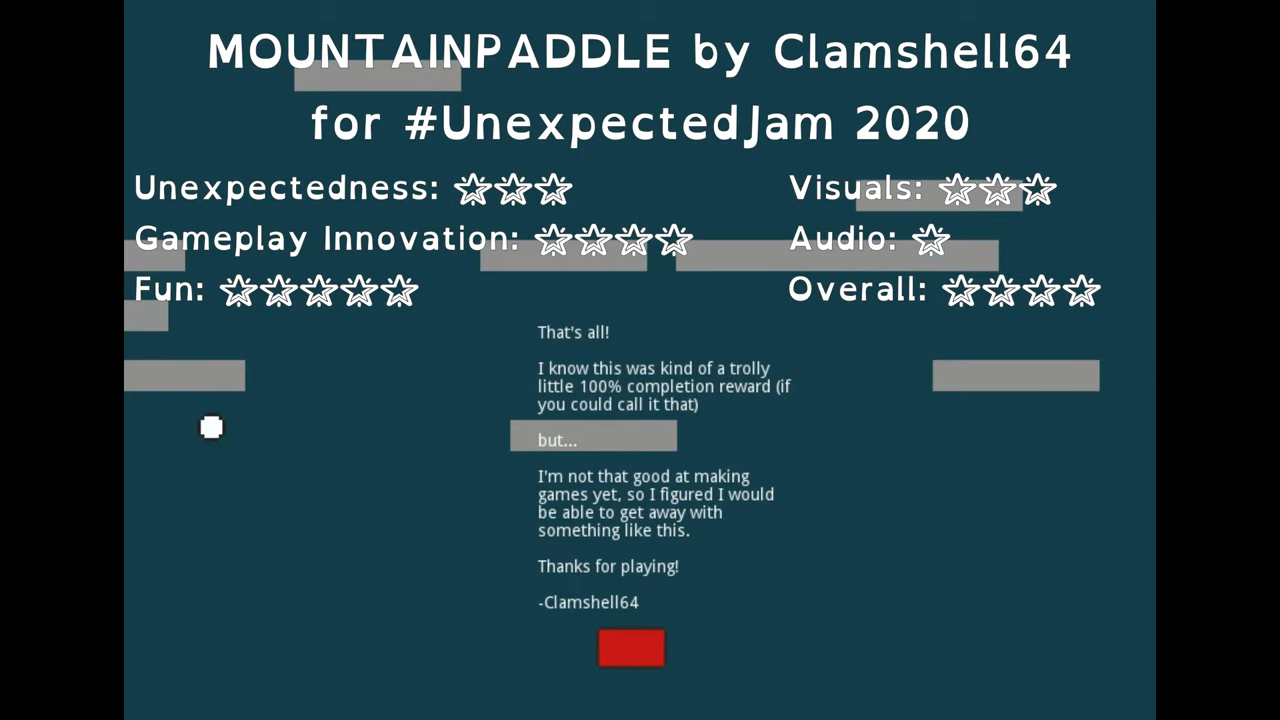 MOUNTAINPADDLE by Clamshell64
for #UnexpectedJam 2020
Unexpectedness: ☆☆☆
Gameplay Innovation: ☆☆☆☆
Fun: ☆☆☆☆☆
Visuals: ☆☆☆
Audio: ☆
Overall: ☆☆☆☆
That's all!
I know this was kind of a trolly
little 100% completion reward (if
you could call it that)
but...
I'm not that good at making
games yet, so I figured I would
be able to get away with
something like this.
Thanks for playing!
-Clamshell64